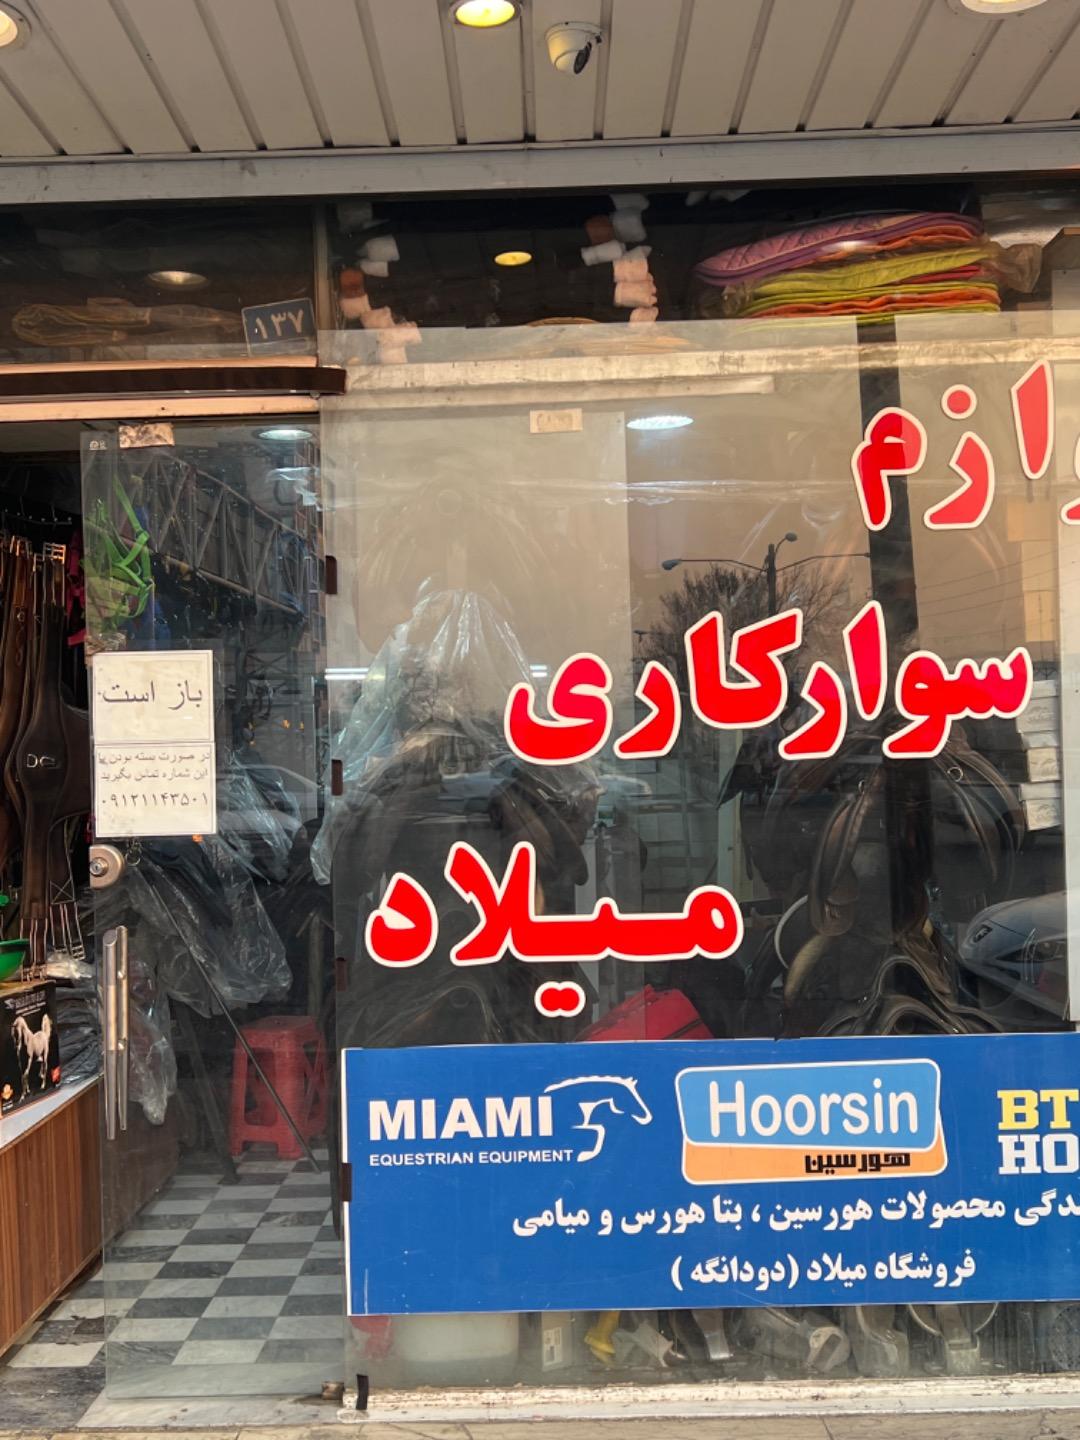 ۱۳۷
وازم
سوارکاری
میلاد
باز است
در صورت بسته بودن با
این شماره تماس بگیرید
۰۹۱۲۱۱۴۳۵۰۱
MIAMI
EQUESTRIAN EQUIPMENT
Hoorsin
هورسین
BT
HO
ندگی محصولات هورسین ، بتا هورس و میامی
فروشگاه میلاد (دودانگه )